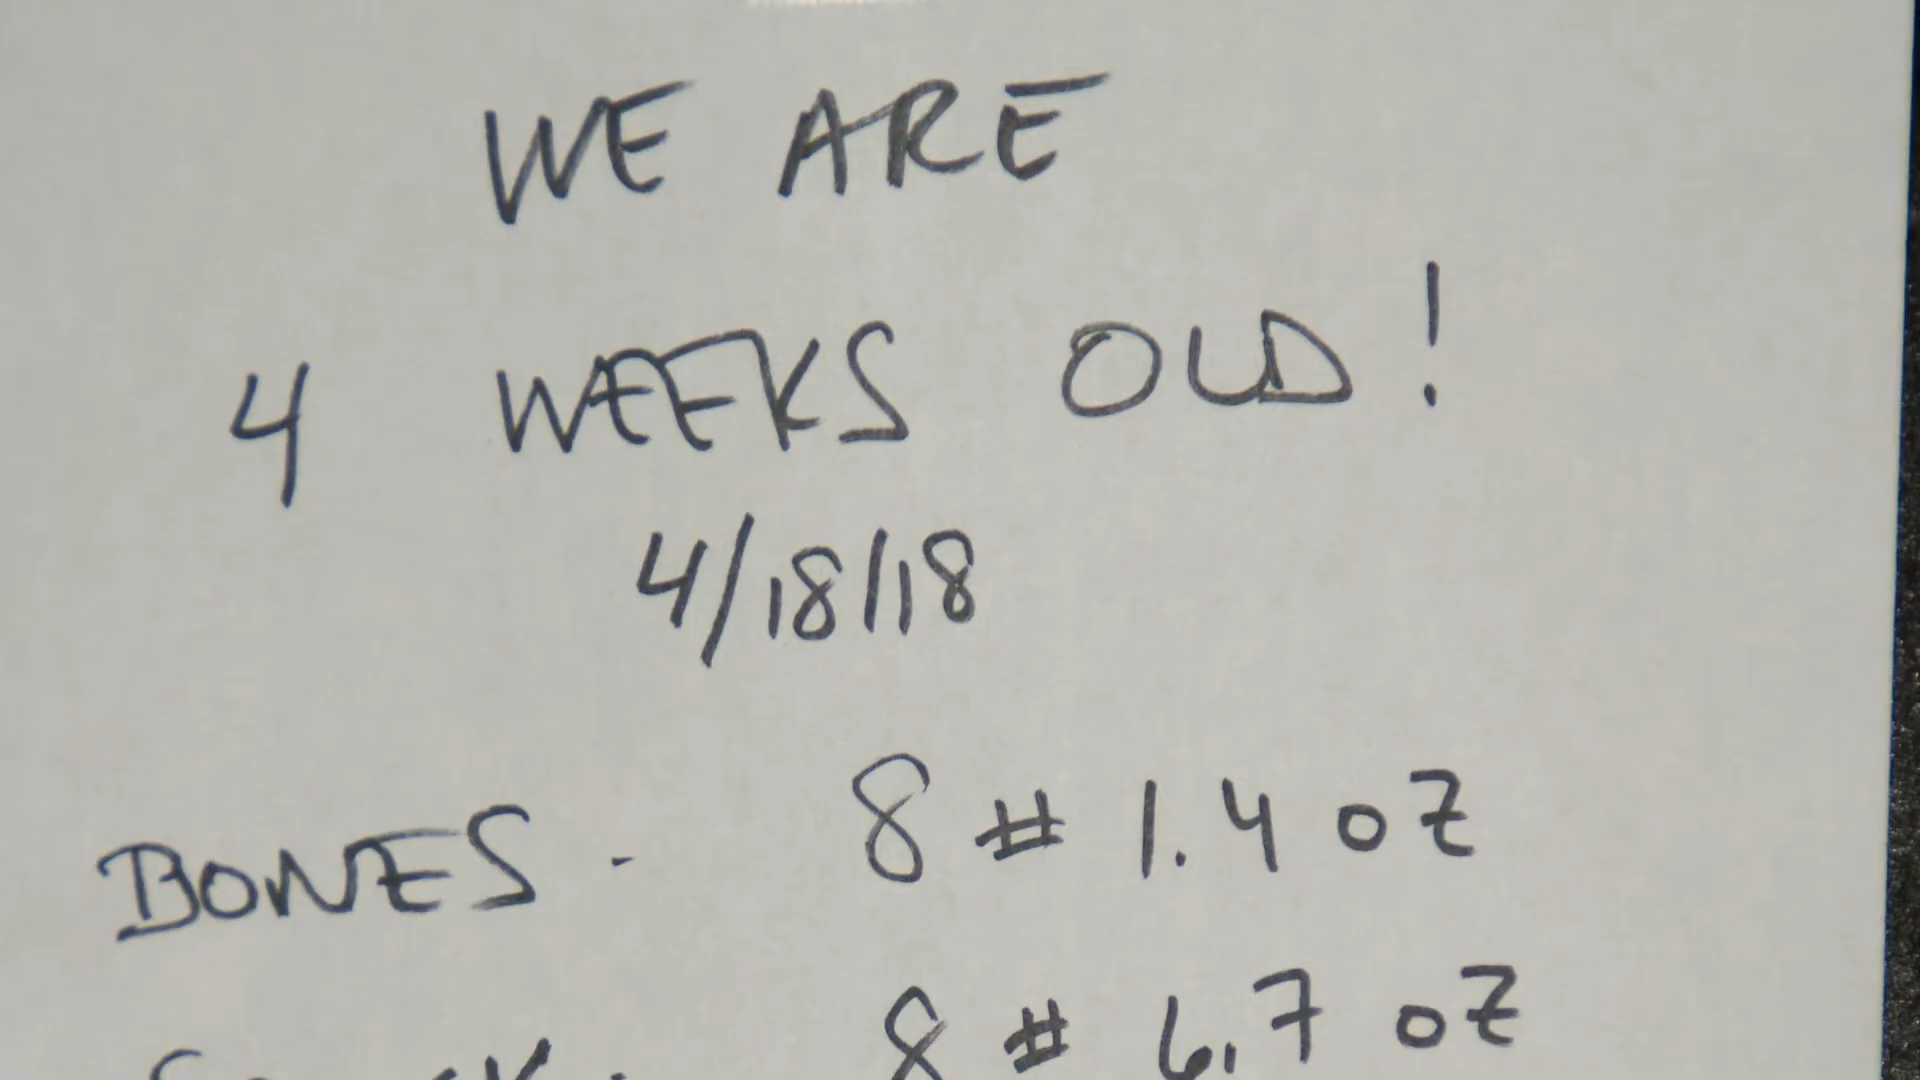 WE ARE
4 WEEKS OLD!
4/18/18
BONES - 8 # 1.4 oz
8 # 6.7 oz